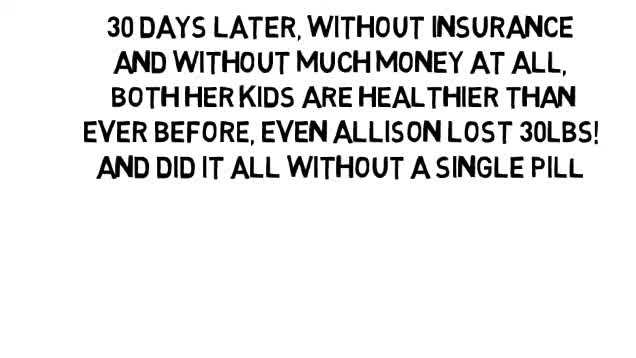 30 DAYS LATER, WITHOUT INSURANCE
AND WITHOUT MUCH MONEY AT ALL,
BOTH HER KIDS ARE HEALTHIER THAN
EVER BEFORE, EVEN ALLISON LOST 30LBS!
AND DID IT ALL WITHOUT A SINGLE PILL